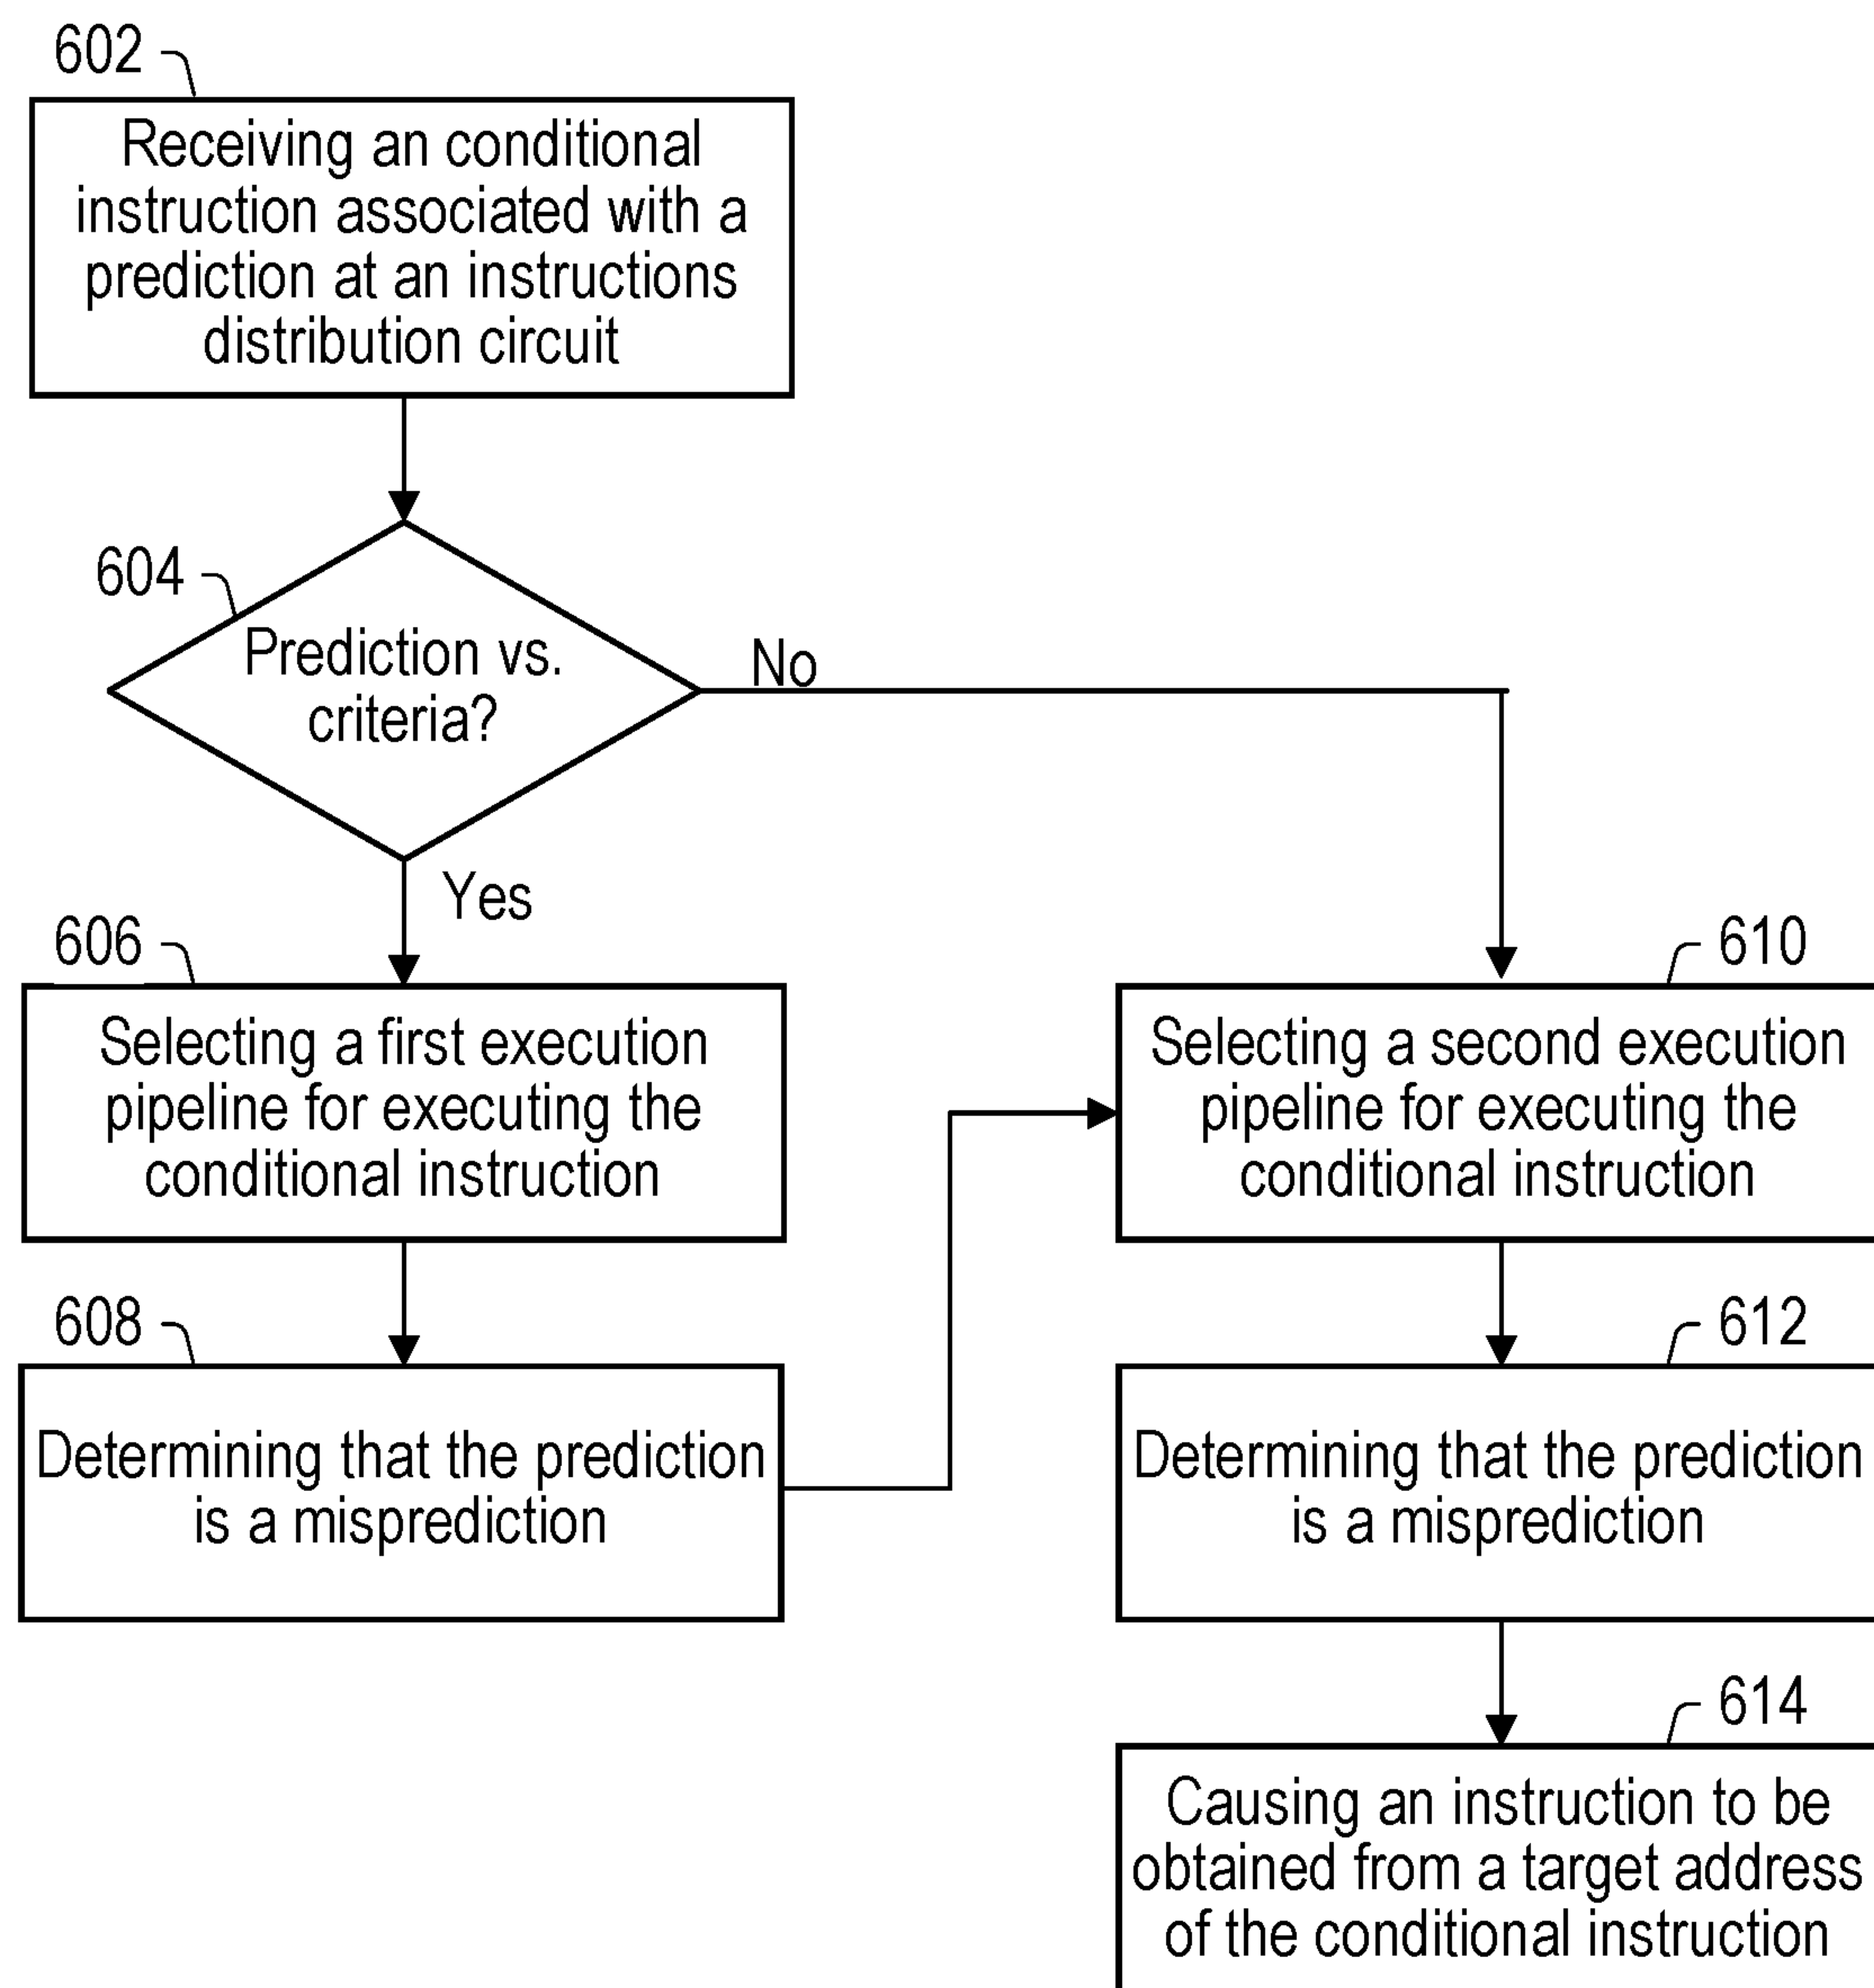 602
Receiving an conditional
instruction associated with a
prediction at an instructions
distribution circuit
604
Prediction vs.
criteria?
No
Yes
606
Selecting a first execution
pipeline for executing the
conditional instruction
610
Selecting a second execution
pipeline for executing the
conditional instruction
608
Determining that the prediction
is a misprediction
612
Determining that the prediction
is a misprediction
614
Causing an instruction to be
obtained from a target address
of the conditional instruction